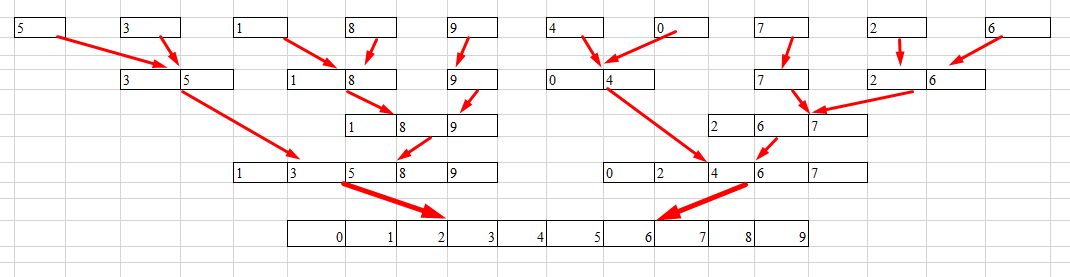 5 3 1 8 9 4 0 7 2 6
3 5 1 8 9 0 4 7 2 6
1 8 9 2 6 7
1 3 5 8 9 0 2 4 6 7
0 1 2 3 4 5 6 7 8 9